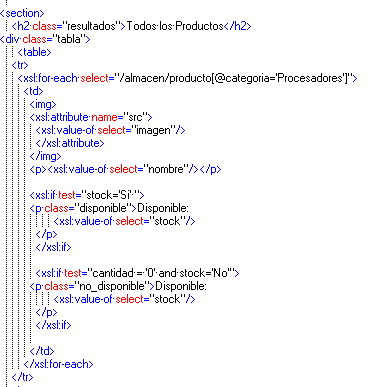 <section>
<h2 class="resultados">Todos los Productos</h2>
<div class="tabla">
<table>
<tr>
<xsl:for-each select="/almacen/producto[@categoria='Procesadores']">
<td>
<img>
<xsl:attribute name="src">
<xsl:value-of select="imagen"/>
</xsl:attribute>
</img>
<p><xsl:value-of select="nombre"/></p>
<xsl:if test="stock='Si' ">
<p class="disponible">Disponible:
<xsl:value-of select="stock"/>
</p>
</xsl:if>
<xsl:if test="cantidad = '0' and stock='No'">
<p class="no_disponible">Disponible:
<xsl:value-of select="stock"/>
</p>
</xsl:if>
</td>
</xsl:for-each>
</tr>